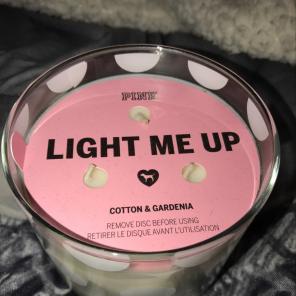 PINK
LIGHT ME UP
COTTON & GARDENIA
REMOVE DISC BEFORE USING
RETIRER LE DISQUE AVANT L'UTILISATION